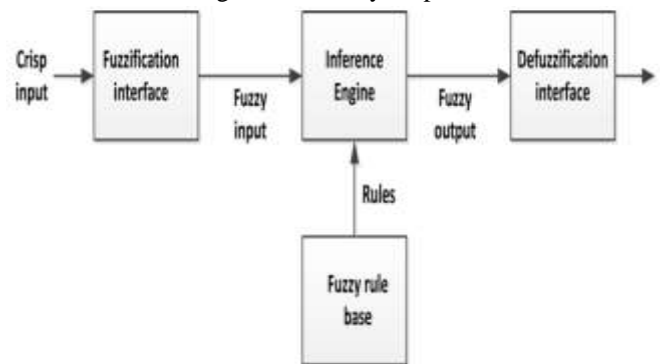 Crisp
input
Fuzzification
interface
Fuzzy
input
Inference
Engine
Fuzzy
output
Defuzzification
interface
Rules
Fuzzy rule
base